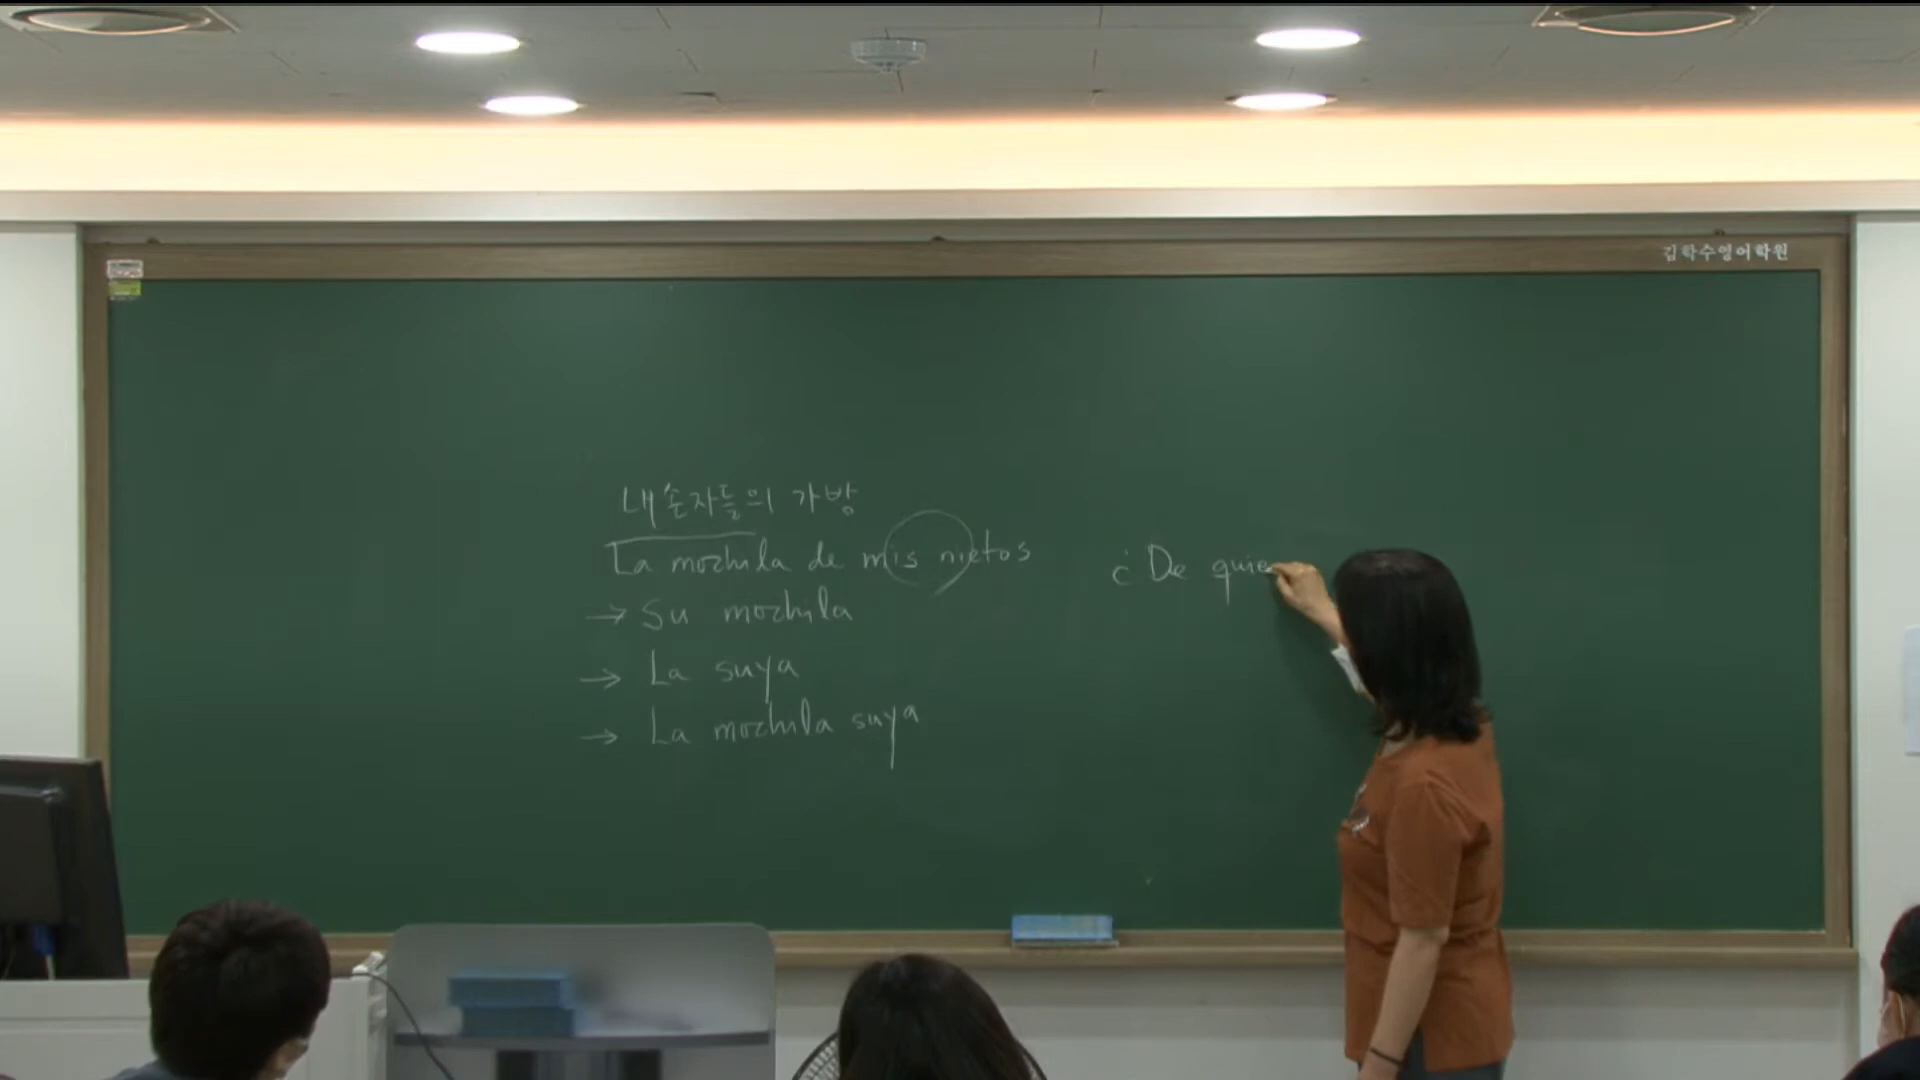 김학수영어학원
내 손자들의 가방
La mochila de mis nietos
→ Su mochila
→ La suya
→ La mochila suya
¿De quie